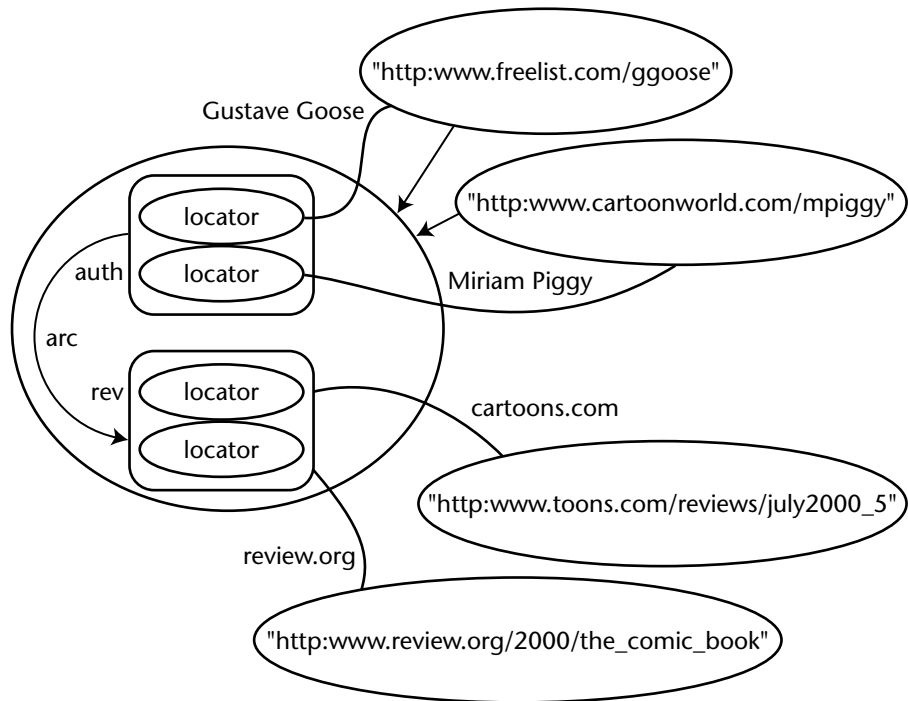 "http:www.freelist.com/ggoose"
Gustave Goose
"http:www.cartoonworld.com/mpiggy"
locator
auth
locator
Miriam Piggy
arc
rev
locator
cartoons.com
locator
"http:www.toons.com/reviews/july2000_5"
review.org
"http:www.review.org/2000/the_comic_book"